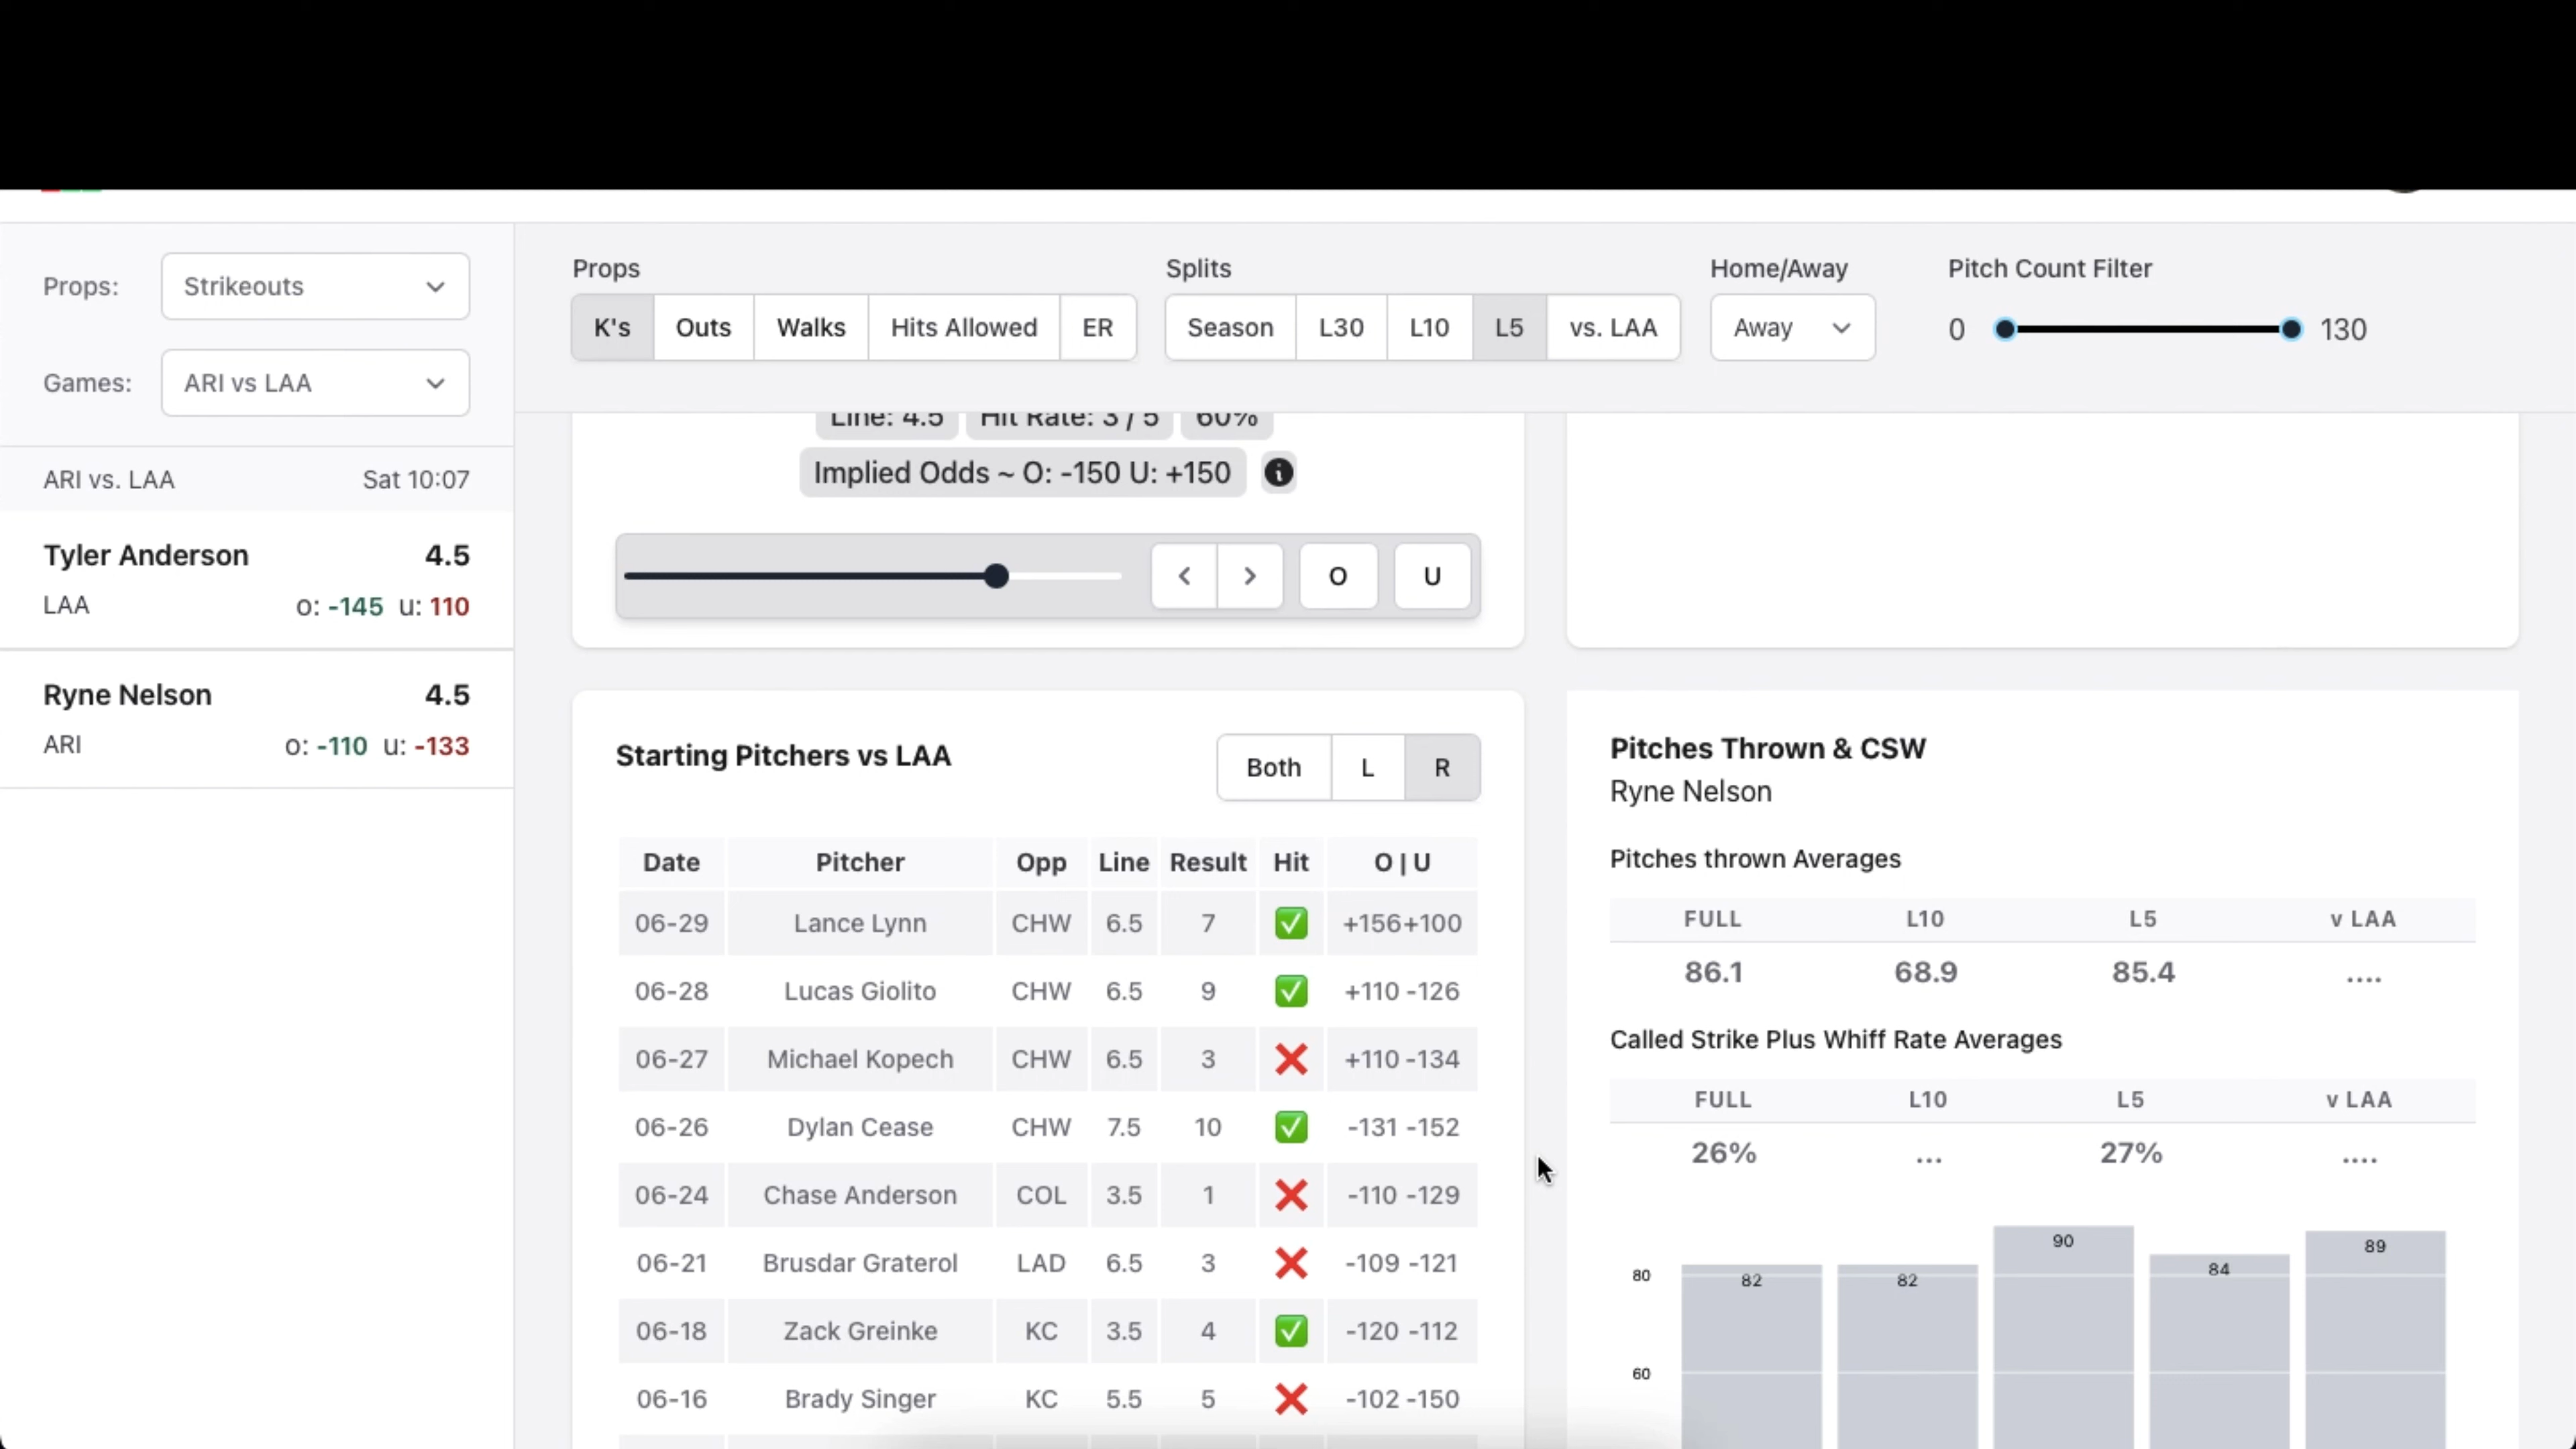 Props: Strikeouts
Games: ARI vs LAA
ARI vs. LAA Sat 10:07
Tyler Anderson 4.5
LAA o: -145 u: 110
Ryne Nelson 4.5
ARI o: -110 u: -133
Props Splits Home/Away Pitch Count Filter
K's Outs Walks Hits Allowed ER Season L30 L10 L5 vs. LAA Away 0 130
Line: 4.5 Hit Rate: 3 / 5 60%
Implied Odds ~ O: -150 U: +150 i
< > O U
Starting Pitchers vs LAA Both L R
Date Pitcher Opp Line Result Hit O | U
06-29 Lance Lynn CHW 6.5 7 ✅ +156+100
06-28 Lucas Giolito CHW 6.5 9 ✅ +110 -126
06-27 Michael Kopech CHW 6.5 3 ❌ +110 -134
06-26 Dylan Cease CHW 7.5 10 ✅ -131 -152
06-24 Chase Anderson COL 3.5 1 ❌ -110 -129
06-21 Brusdar Graterol LAD 6.5 3 ❌ -109 -121
06-18 Zack Greinke KC 3.5 4 ✅ -120 -112
06-16 Brady Singer KC 5.5 5 ❌ -102 -150
Pitches Thrown & CSW
Ryne Nelson
Pitches thrown Averages
FULL L10 L5 v LAA
86.1 68.9 85.4 ....
Called Strike Plus Whiff Rate Averages
FULL L10 L5 v LAA
26% ... 27% ....
80 82 82 90 84 89
60